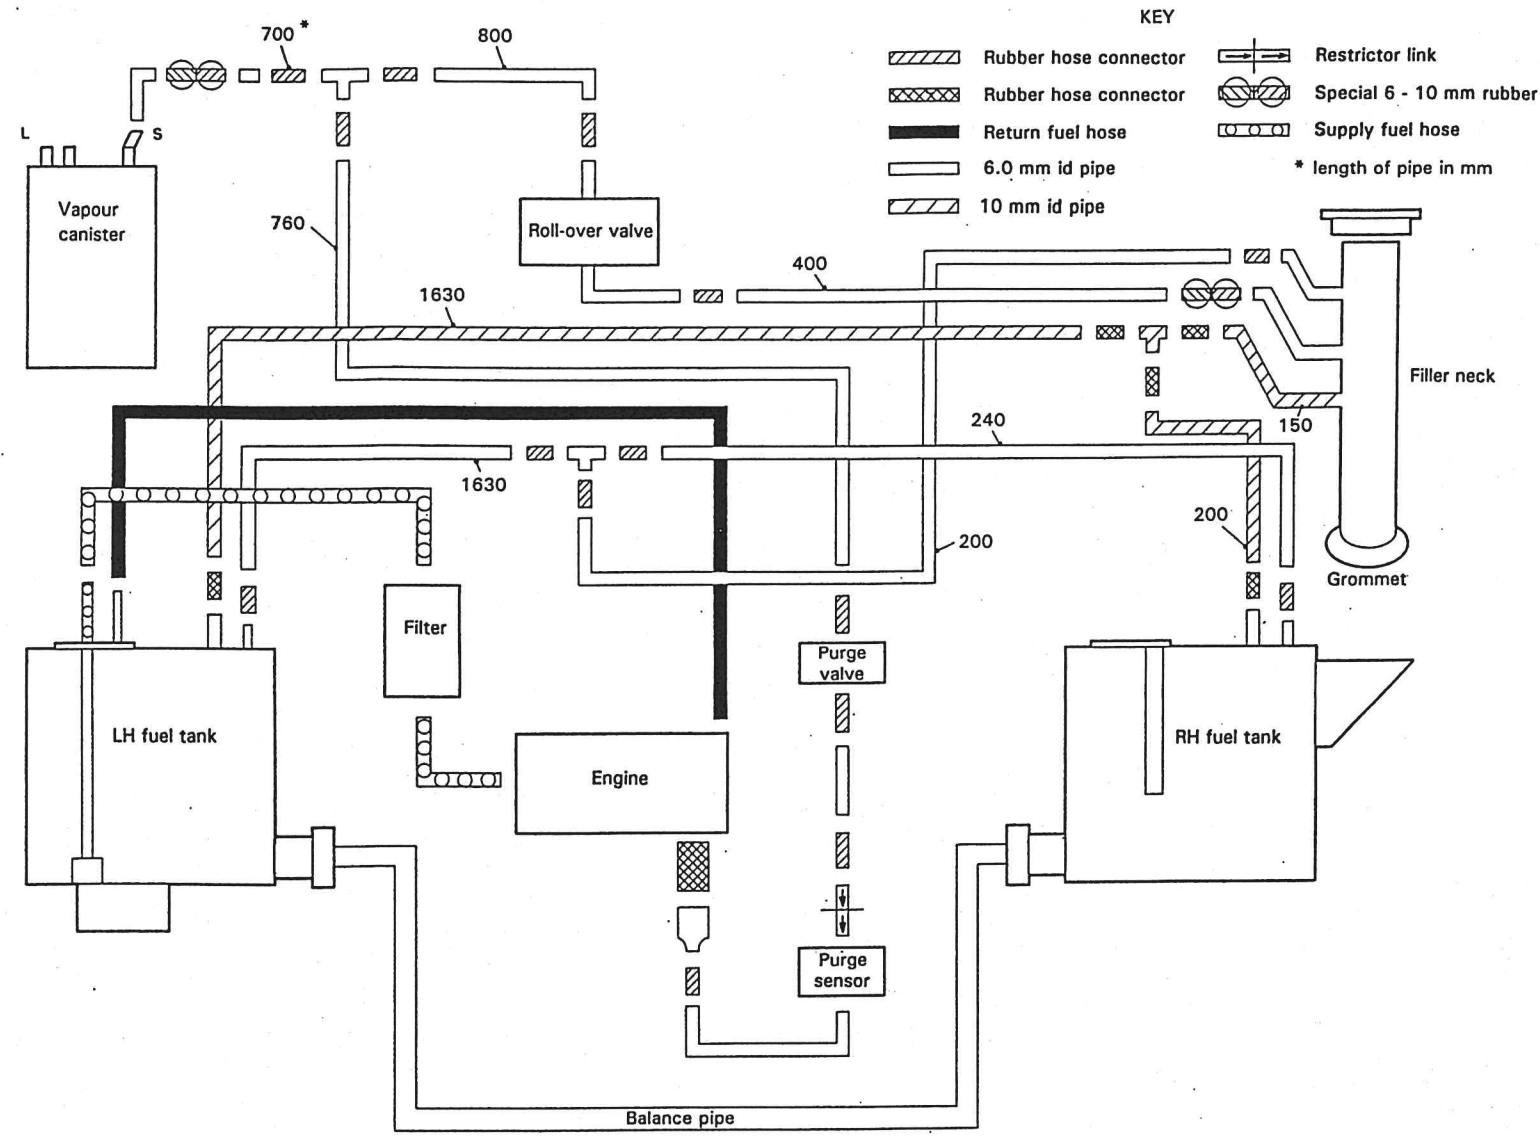 KEY
Rubber hose connector
Rubber hose connector
Return fuel hose
6.0 mm id pipe
10 mm id pipe
Restrictor link
Special 6 - 10 mm rubber
Supply fuel hose
* length of pipe in mm
700 *
800
L
S
Vapour
canister
760
Roll-over valve
400
1630
Filler neck
150
240
1630
200
200
Grommet
Filter
Purge
valve
LH fuel tank
RH fuel tank
Engine
Purge
sensor
Balance pipe